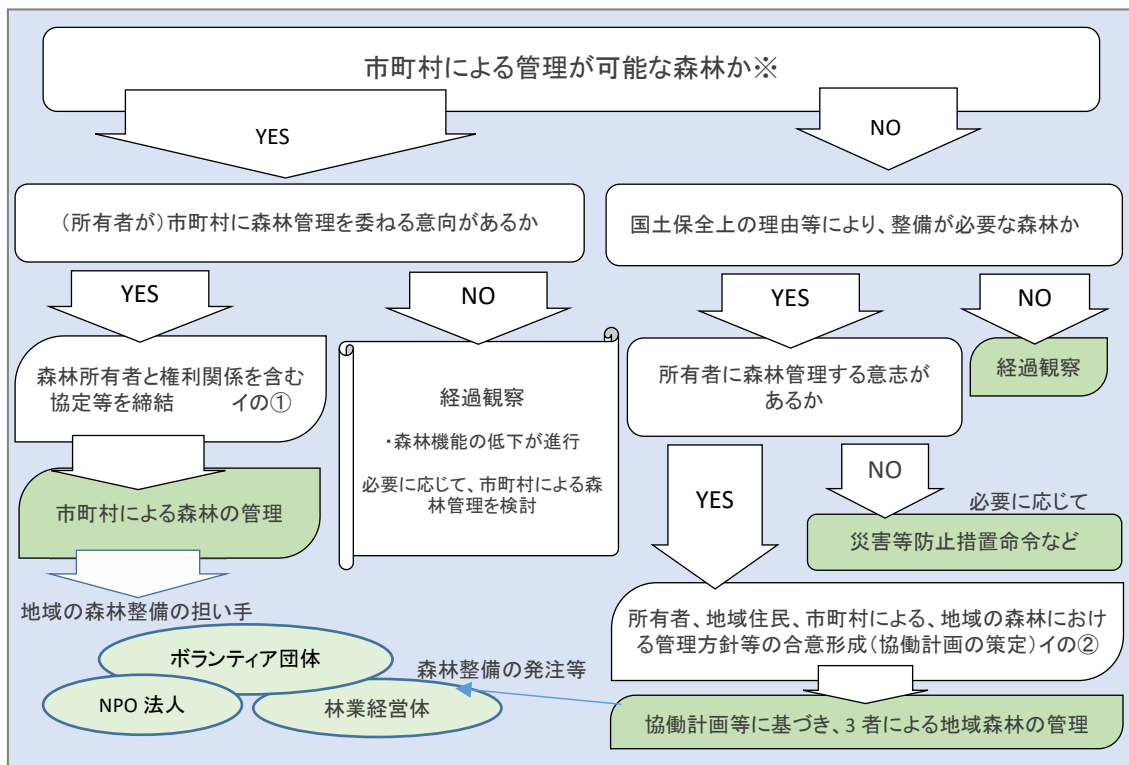 市町村による管理が可能な森林か※
YES
NO
（所有者が）市町村に森林管理を委ねる意向があるか
国土保全上の理由等により、整備が必要な森林か
YES
NO
YES
NO
森林所有者と権利関係を含む
協定等を締結 イの①
経過観察
・森林機能の低下が進行
必要に応じて、市町村による森
林管理を検討
所有者に森林管理する意志が
あるか
経過観察
市町村による森林の管理
YES
NO
必要に応じて
災害等防止措置命令など
地域の森林整備の担い手
ボランティア団体
NPO 法人
林業経営体
森林整備の発注等
所有者、地域住民、市町村による、地域の森林におけ
る管理方針等の合意形成（協働計画の策定）イの②
協働計画等に基づき、3 者による地域森林の管理